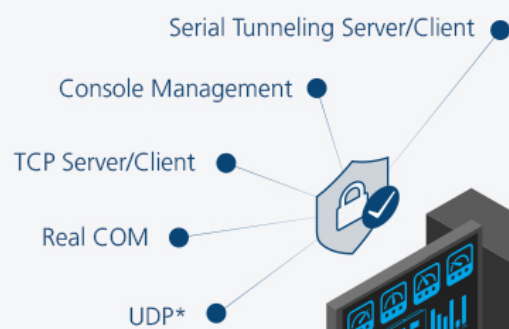 Serial Tunneling Server/Client
Console Management
TCP Server/Client
Real COM
UDP*